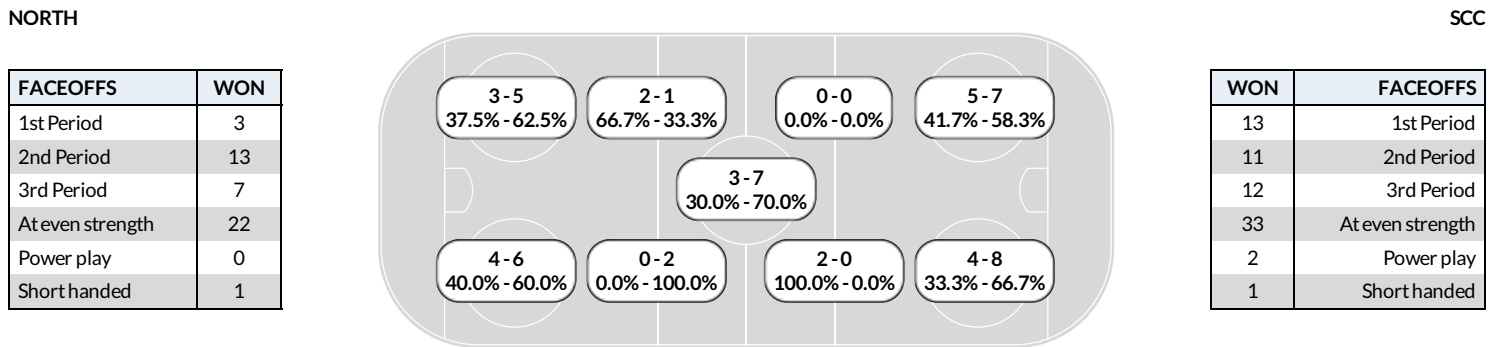 NORTH
SCC
FACEOFFS WON
1st Period 3
2nd Period 13
3rd Period 7
At even strength 22
Power play 0
Short handed 1
3 - 5
37.5% - 62.5%
2 - 1
66.7% - 33.3%
0 - 0
0.0% - 0.0%
5 - 7
41.7% - 58.3%
3 - 7
30.0% - 70.0%
4 - 6
40.0% - 60.0%
0 - 2
0.0% - 100.0%
2 - 0
100.0% - 0.0%
4 - 8
33.3% - 66.7%
WON FACEOFFS
13 1st Period
11 2nd Period
12 3rd Period
33 At even strength
2 Power play
1 Short handed